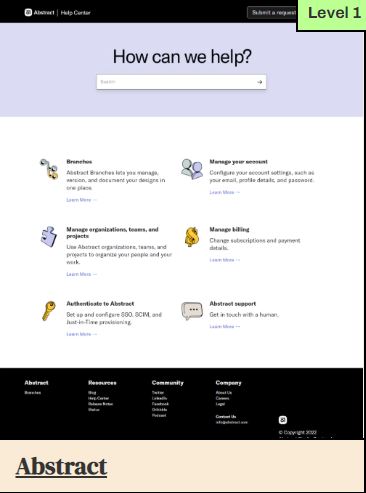 Abstract | Help Center
Submit a request
Level 1
How can we help?
Search
Branches
Abstract Branches lets you manage,
version, and document your designs in
one place.
Learn More →
Manage your account
Configure your account settings, such as
your email, profile details, and password.
Learn More →
Manage organizations, teams, and
projects
Use Abstract organizations, teams, and
projects to organize your people and your
work.
Learn More →
Manage billing
Change subscriptions and payment
details.
Learn More →
Authenticate to Abstract
Set up and configure SSO, SCIM, and
Just-in-Time provisioning.
Learn More →
Abstract support
Get in touch with a human.
Learn More →
Abstract
Branches
Resources
Blog
Help Center
Release Notes
Status
Community
Twitter
LinkedIn
Facebook
Dribbble
Podcast
Company
About Us
Careers
Legal
Contact Us
info@abstract.com
© Copyright 2022
Abstract